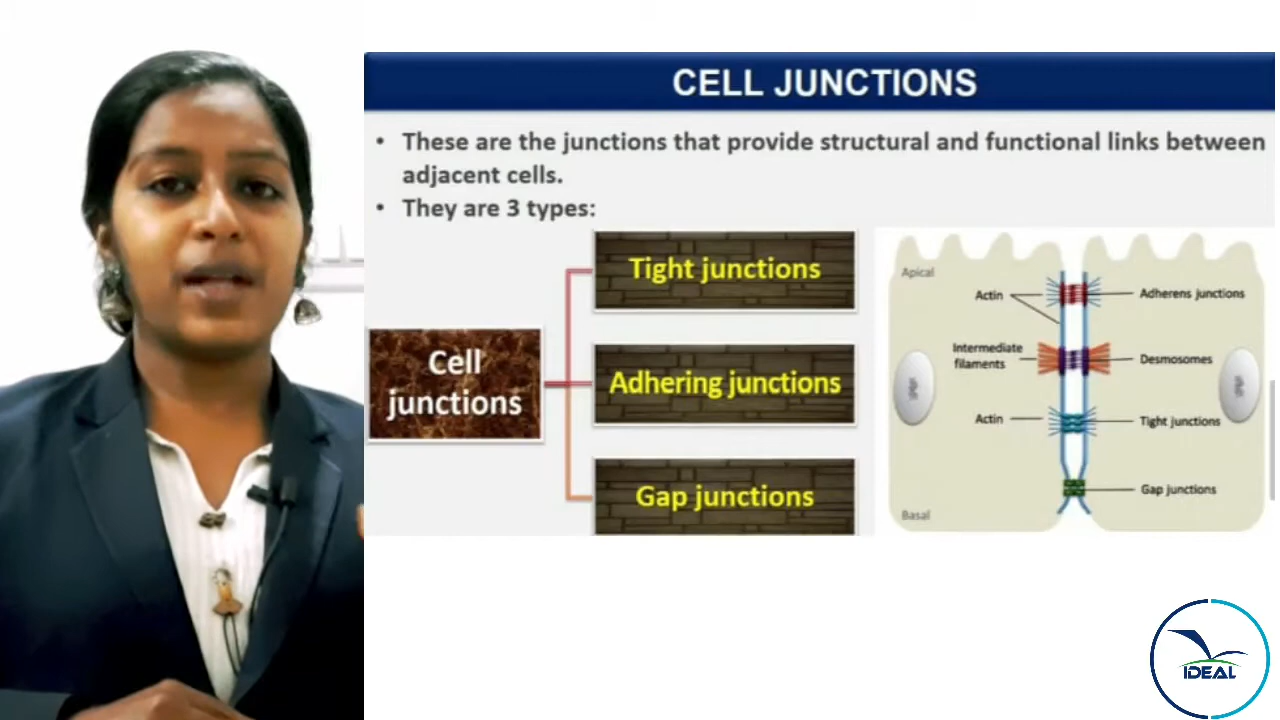 CELL JUNCTIONS
• These are the junctions that provide structural and functional links between
adjacent cells.
• They are 3 types:
Cell
junctions
Tight junctions
Adhering junctions
Gap junctions
Apical
Actin
Adherens junctions
Intermediate
filaments
Desmosomes
Actin
Tight junctions
Gap junctions
Basal
IDEAL